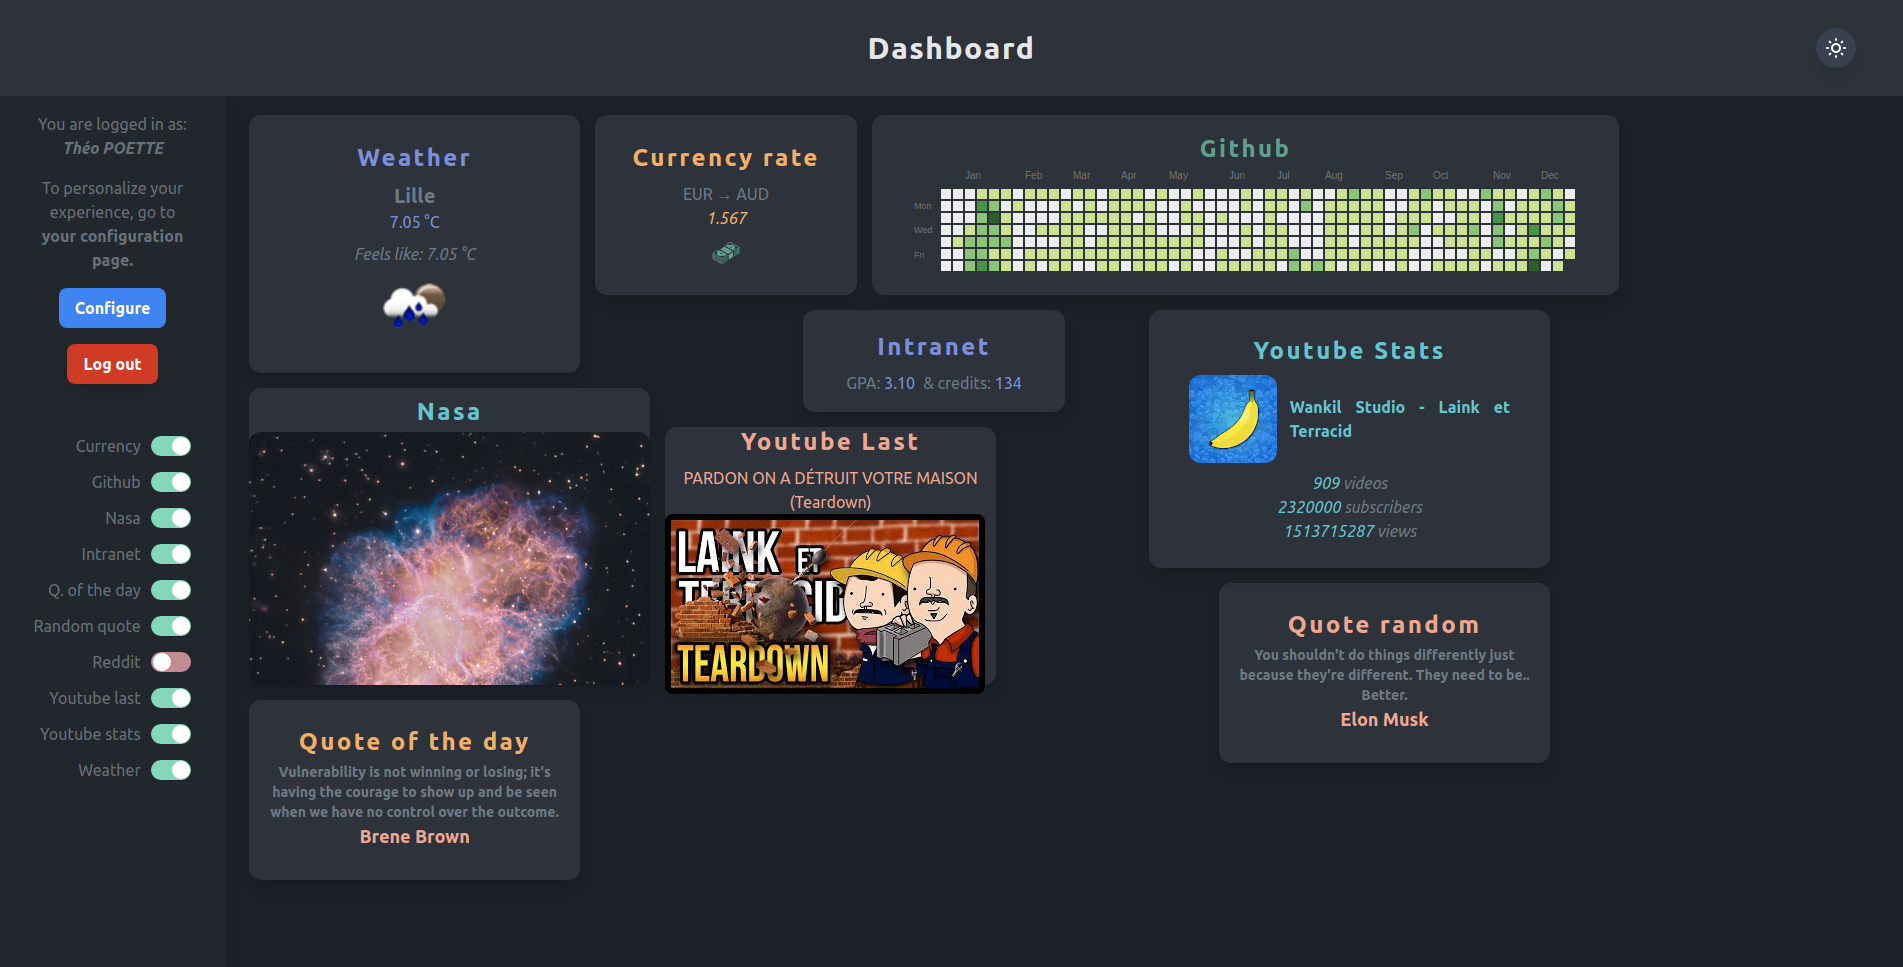 Dashboard
You are logged in as:
Théo POETTE
To personalize your
experience, go to
your configuration
page.
Configure
Log out
Currency
Github
Nasa
Intranet
Q. of the day
Random quote
Reddit
Youtube last
Youtube stats
Weather
Weather
Lille
7.05 °C
Feels like: 7.05 °C
Currency rate
EUR → AUD
1.567
Github
Jan Feb Mar Apr May Jun Jul Aug Sep Oct Nov Dec
Mon
Wed
Fri
Intranet
GPA: 3.10 & credits: 134
Youtube Stats
Wankil Studio - Laink et
Terracid
909 videos
2320000 subscribers
1513715287 views
Nasa
Youtube Last
PARDON ON A DÉTRUIT VOTRE MAISON
(Teardown)
LAINK ET
TEARDOWN
Quote random
You shouldn't do things differently just
because they're different. They need to be..
Better.
Elon Musk
Quote of the day
Vulnerability is not winning or losing; it's
having the courage to show up and be seen
when we have no control over the outcome.
Brene Brown